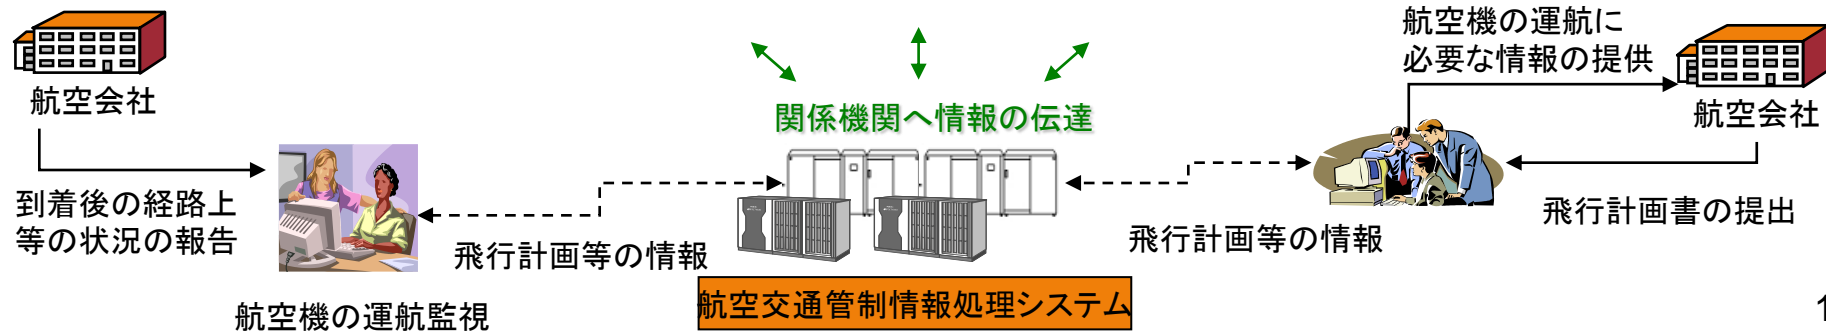 航空会社
到着後の経路上
等の状況の報告
航空機の運航監視
飛行計画等の情報
関係機関へ情報の伝達
航空交通管制情報処理システム
飛行計画等の情報
航空機の運航に
必要な情報の提供
航空会社
飛行計画書の提出
1